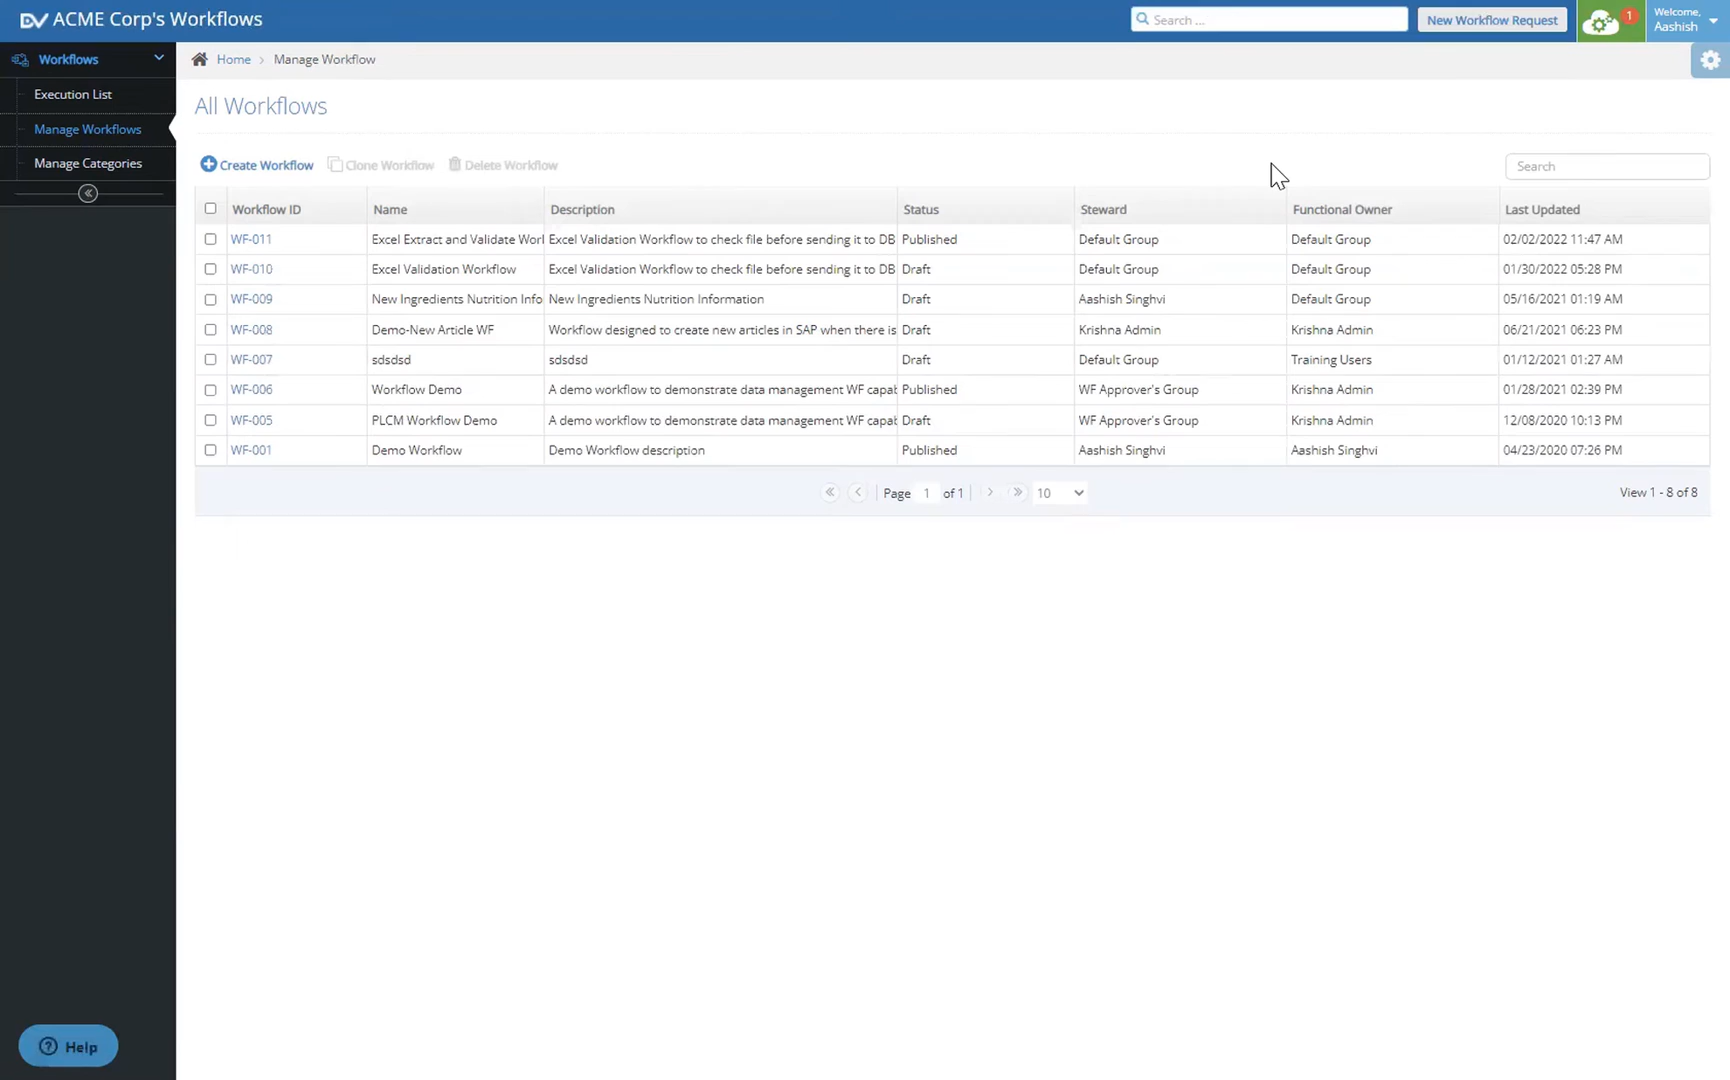 DV ACME Corp's Workflows
Search ...
New Workflow Request
1
Welcome,
Aashish
Workflows
Execution List
Manage Workflows
Manage Categories
Home > Manage Workflow
All Workflows
Create Workflow Clone Workflow Delete Workflow
Search
Workflow ID Name Description Status Steward Functional Owner Last Updated
WF-011 Excel Extract and Validate Worl Excel Validation Workflow to check file before sending it to DB Published Default Group Default Group 02/02/2022 11:47 AM
WF-010 Excel Validation Workflow Excel Validation Workflow to check file before sending it to DB Draft Default Group Default Group 01/30/2022 05:28 PM
WF-009 New Ingredients Nutrition Info New Ingredients Nutrition Information Draft Aashish Singhvi Default Group 05/16/2021 01:19 AM
WF-008 Demo-New Article WF Workflow designed to create new articles in SAP when there is Draft Krishna Admin Krishna Admin 06/21/2021 06:23 PM
WF-007 sdsdsd sdsdsd Draft Default Group Training Users 01/12/2021 01:27 AM
WF-006 Workflow Demo A demo workflow to demonstrate data management WF capab Published WF Approver's Group Krishna Admin 01/28/2021 02:39 PM
WF-005 PLCM Workflow Demo A demo workflow to demonstrate data management WF capab Draft WF Approver's Group Krishna Admin 12/08/2020 10:13 PM
WF-001 Demo Workflow Demo Workflow description Published Aashish Singhvi Aashish Singhvi 04/23/2020 07:26 PM
Page 1 of 1 10 View 1 - 8 of 8
Help